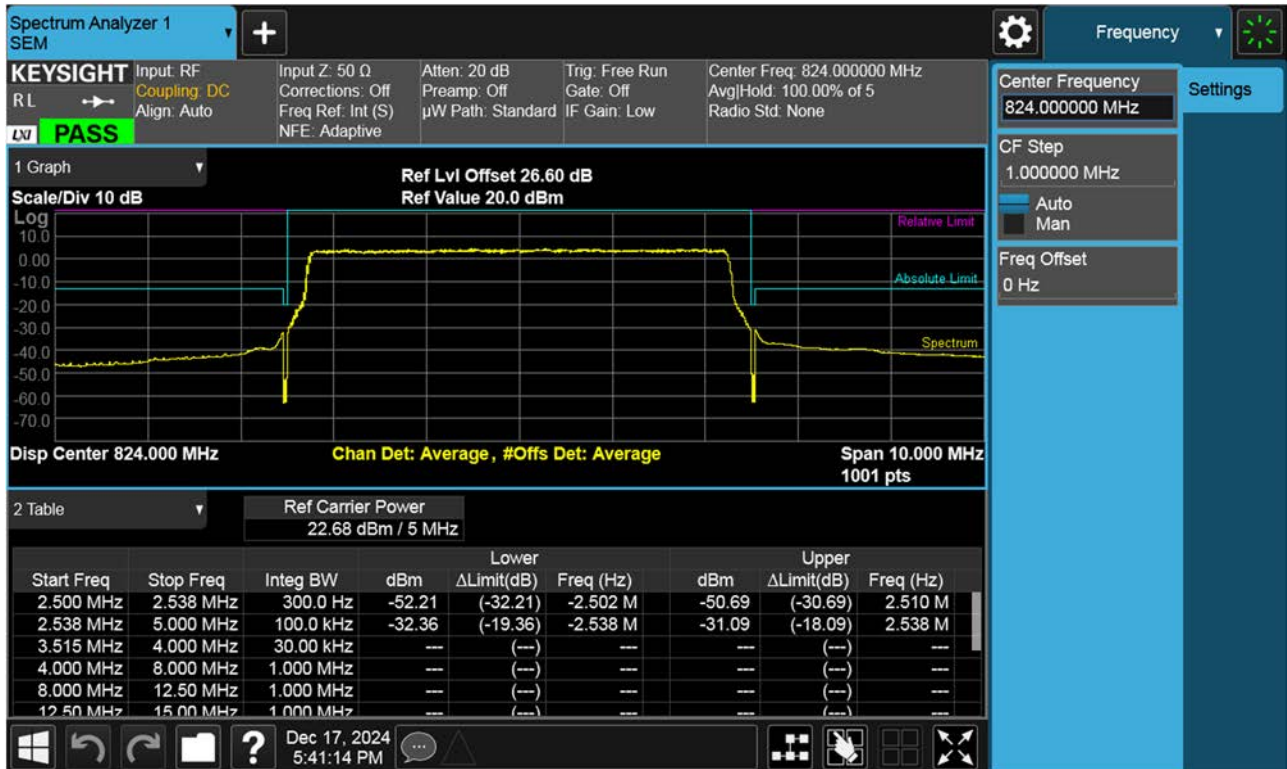 Spectrum Analyzer 1
SEM
+
Frequency
KEYSIGHT
RL
LXI
PASS
Input: RF
Coupling: DC
Align: Auto
Input Z: 50 Ω
Corrections: Off
Freq Ref: Int (S)
NFE: Adaptive
Atten: 20 dB
Preamp: Off
µW Path: Standard
Trig: Free Run
Gate: Off
IF Gain: Low
Center Freq: 824.000000 MHz
Avg|Hold: 100.00% of 5
Radio Std: None
Center Frequency
824.000000 MHz
Settings
CF Step
1.000000 MHz
Auto
Man
Freq Offset
0 Hz
1 Graph
Scale/Div 10 dB
Ref Lvl Offset 26.60 dB
Ref Value 20.0 dBm
Log
10.0
0.00
-10.0
-20.0
-30.0
-40.0
-50.0
-60.0
-70.0
Relative Limit
Absolute Limit
Spectrum
Disp Center 824.000 MHz
Chan Det: Average , #Offs Det: Average
Span 10.000 MHz
1001 pts
2 Table
Ref Carrier Power
22.68 dBm / 5 MHz
Lower Upper
Start Freq Stop Freq Integ BW dBm ΔLimit(dB) Freq (Hz) dBm ΔLimit(dB) Freq (Hz)
2.500 MHz 2.538 MHz 300.0 Hz -52.21 (-32.21) -2.502 M -50.69 (-30.69) 2.510 M
2.538 MHz 5.000 MHz 100.0 kHz -32.36 (-19.36) -2.538 M -31.09 (-18.09) 2.538 M
3.515 MHz 4.000 MHz 30.00 kHz --- (---) --- --- (---) ---
4.000 MHz 8.000 MHz 1.000 MHz --- (---) --- --- (---) ---
8.000 MHz 12.50 MHz 1.000 MHz --- (---) --- --- (---) ---
12.50 MHz 15.00 MHz 1.000 MHz --- (---) --- --- (---) ---
?
Dec 17, 2024
5:41:14 PM